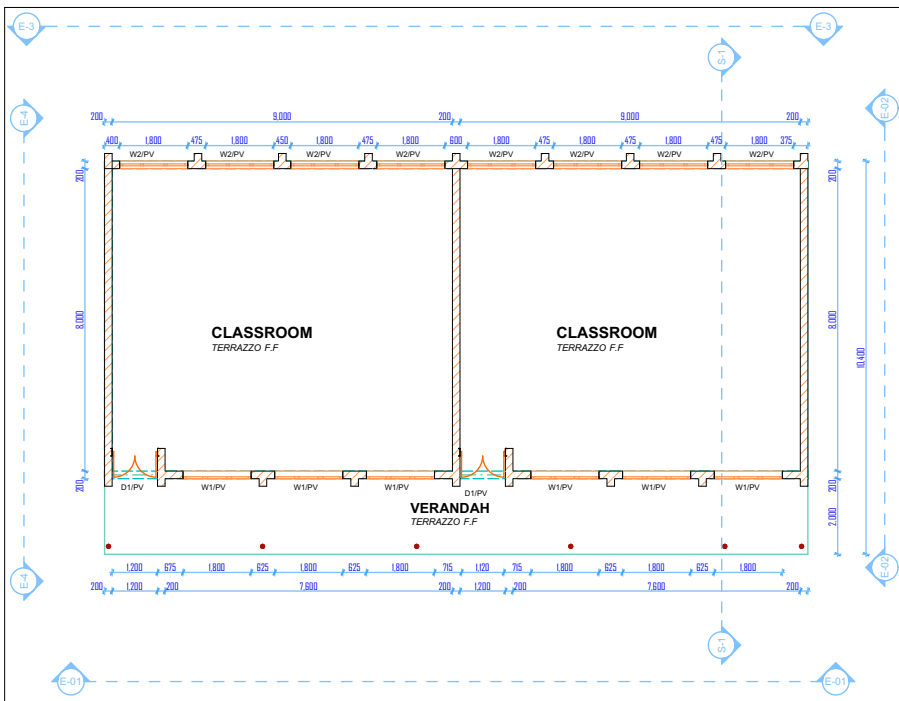 E-3 E-3
S-1
E-4 E-02
200 9,000 200 9,000 200
400 1,800 475 1,800 450 1,800 475 1,800 600 1,800 475 1,800 475 1,800 475 1,800 375
W2/PV W2/PV W2/PV W2/PV W2/PV W2/PV W2/PV W2/PV
200 200
8,000 8,000 10,400
CLASSROOM CLASSROOM
TERRAZZO F.F TERRAZZO F.F
200 200
D1/PV W1/PV W1/PV W1/PV D1/PV W1/PV W1/PV W1/PV
VERANDAH
TERRAZZO F.F
2,000
1,200 675 1,800 625 1,800 625 1,800 715 1,120 715 1,800 625 1,800 625 1,800
E-4 E-02
200 1,200 200 7,600 200 1,200 200 7,600 200
S-1
E-01 E-01